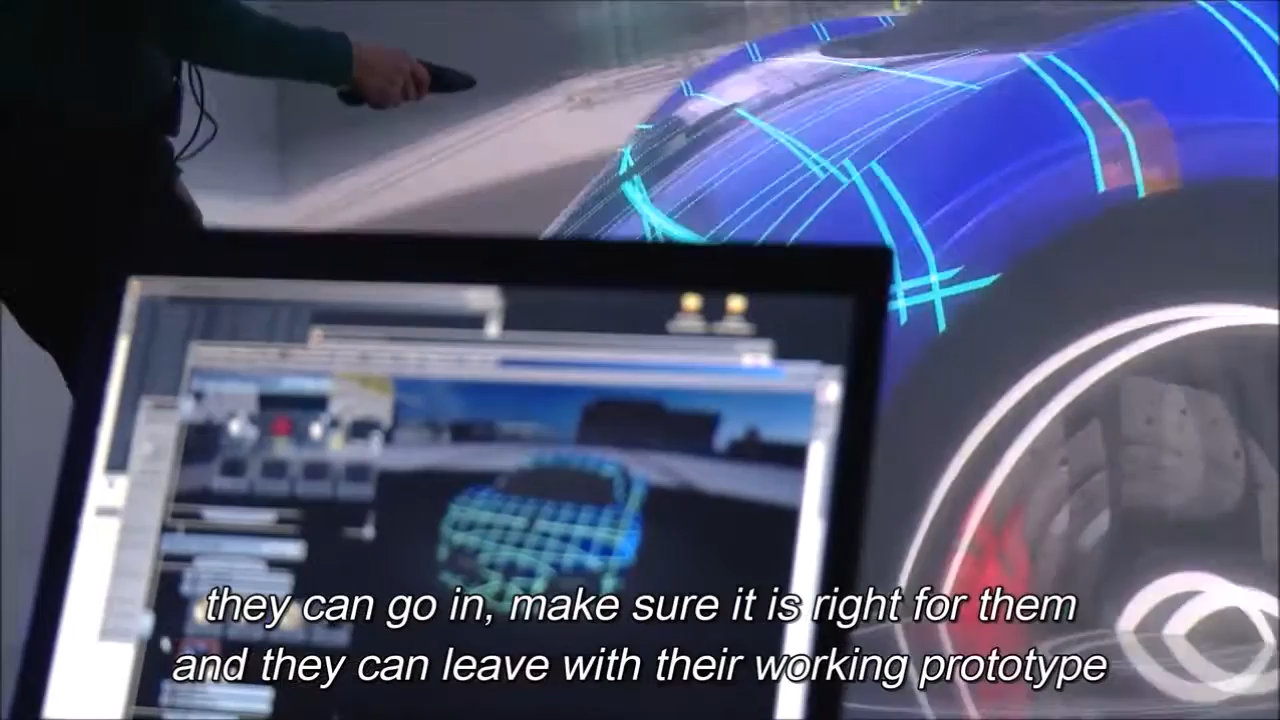 they can go in, make sure it is right for them
and they can leave with their working prototype